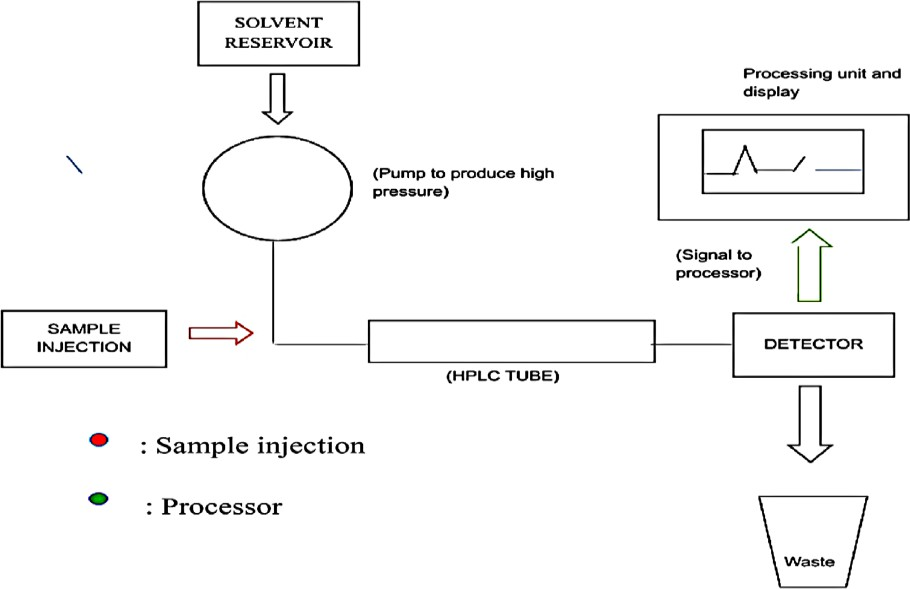 SOLVENT
RESERVOIR
Processing unit and
display
(Pump to produce high
pressure)
(Signal to
processor)
SAMPLE
INJECTION
DETECTOR
(HPLC TUBE)
: Sample injection
: Processor
Waste